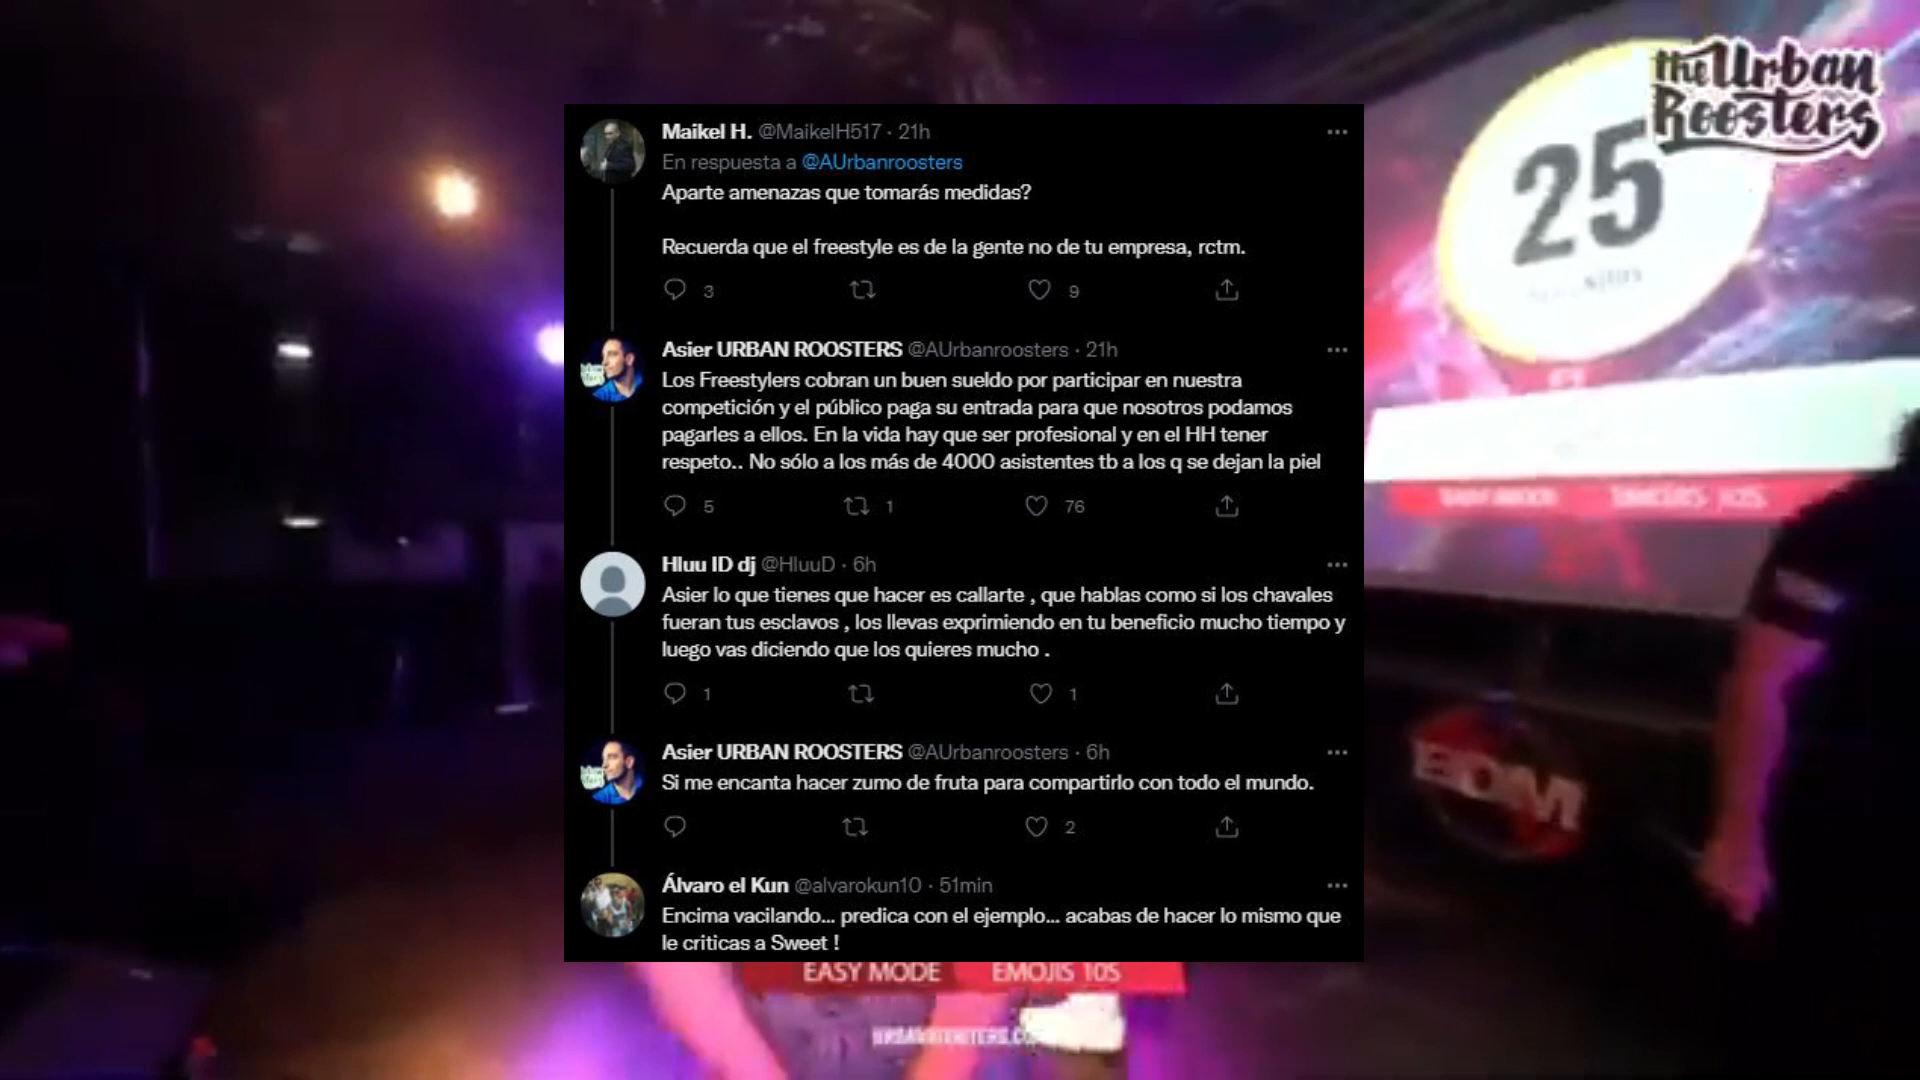 the Urban
Roosters
25
Maikel H. @MaikelH517 · 21h
En respuesta a @AUrbanroosters
Aparte amenazas que tomarás medidas?
Recuerda que el freestyle es de la gente no de tu empresa, rctm.
3 9
Asier URBAN ROOSTERS @AUrbanroosters · 21h
Los Freestylers cobran un buen sueldo por participar en nuestra
competición y el público paga su entrada para que nosotros podamos
pagarles a ellos. En la vida hay que ser profesional y en el HH tener
respeto.. No sólo a los más de 4000 asistentes tb a los q se dejan la piel
5 1 76
Hluu ID dj @HluuD · 6h
Asier lo que tienes que hacer es callarte , que hablas como si los chavales
fueran tus esclavos , los llevas exprimiendo en tu beneficio mucho tiempo y
luego vas diciendo que los quieres mucho .
1 1
Asier URBAN ROOSTERS @AUrbanroosters · 6h
Si me encanta hacer zumo de fruta para compartirlo con todo el mundo.
2
Álvaro el Kun @alvarokun10 · 51min
Encima vacilando... predica con el ejemplo... acabas de hacer lo mismo que
le criticas a Sweet !
BDM
EASY MODE EMOJIS 10S